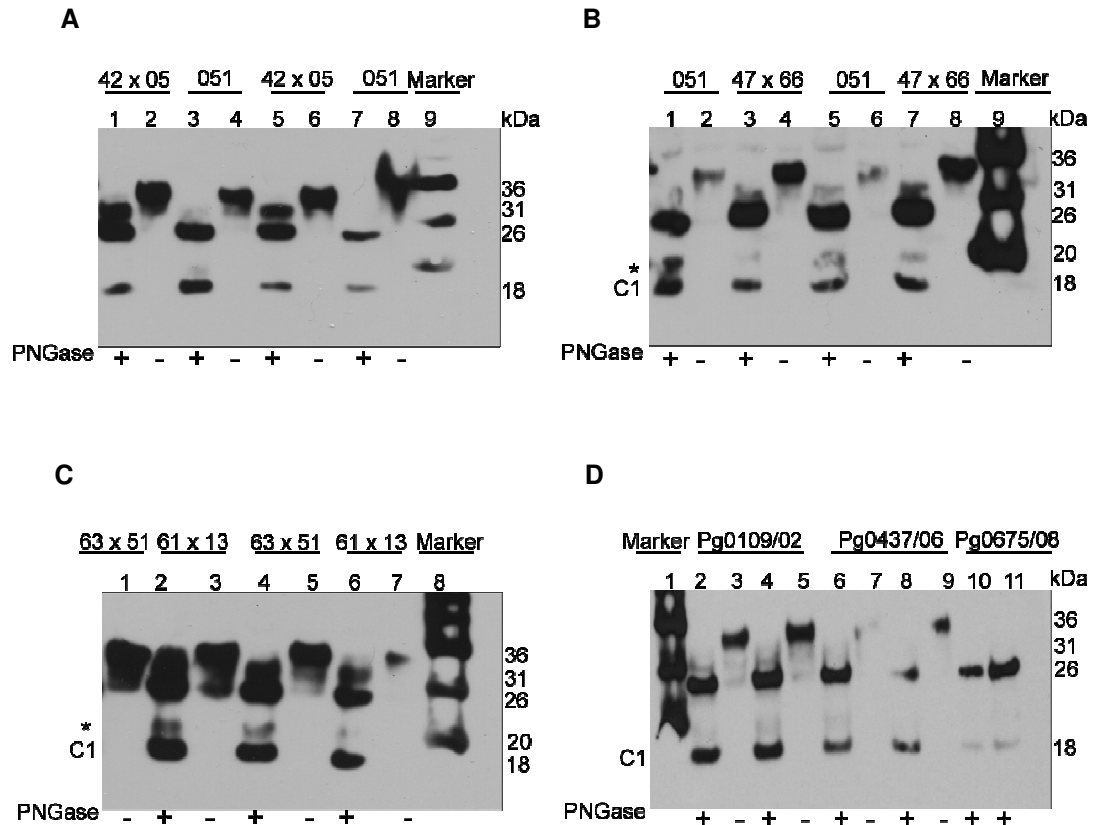 A
42 x 05 051 42 x 05 051 Marker
1 2 3 4 5 6 7 8 9 kDa
36
31
26
18
PNGase + - + - + - + -
B
051 47 x 66 051 47 x 66 Marker
1 2 3 4 5 6 7 8 9 kDa
36
31
26
20
*
C1 18
PNGase + - + - + - + -
C
63 x 51 61 x 13 63 x 51 61 x 13 Marker
1 2 3 4 5 6 7 8
36
31
26
*
C1 20
18
PNGase - + - + - + -
D
Marker Pg0109/02 Pg0437/06 Pg0675/08
1 2 3 4 5 6 7 8 9 10 11 kDa
36
31
26
18
C1
PNGase + - + - + - + - + +